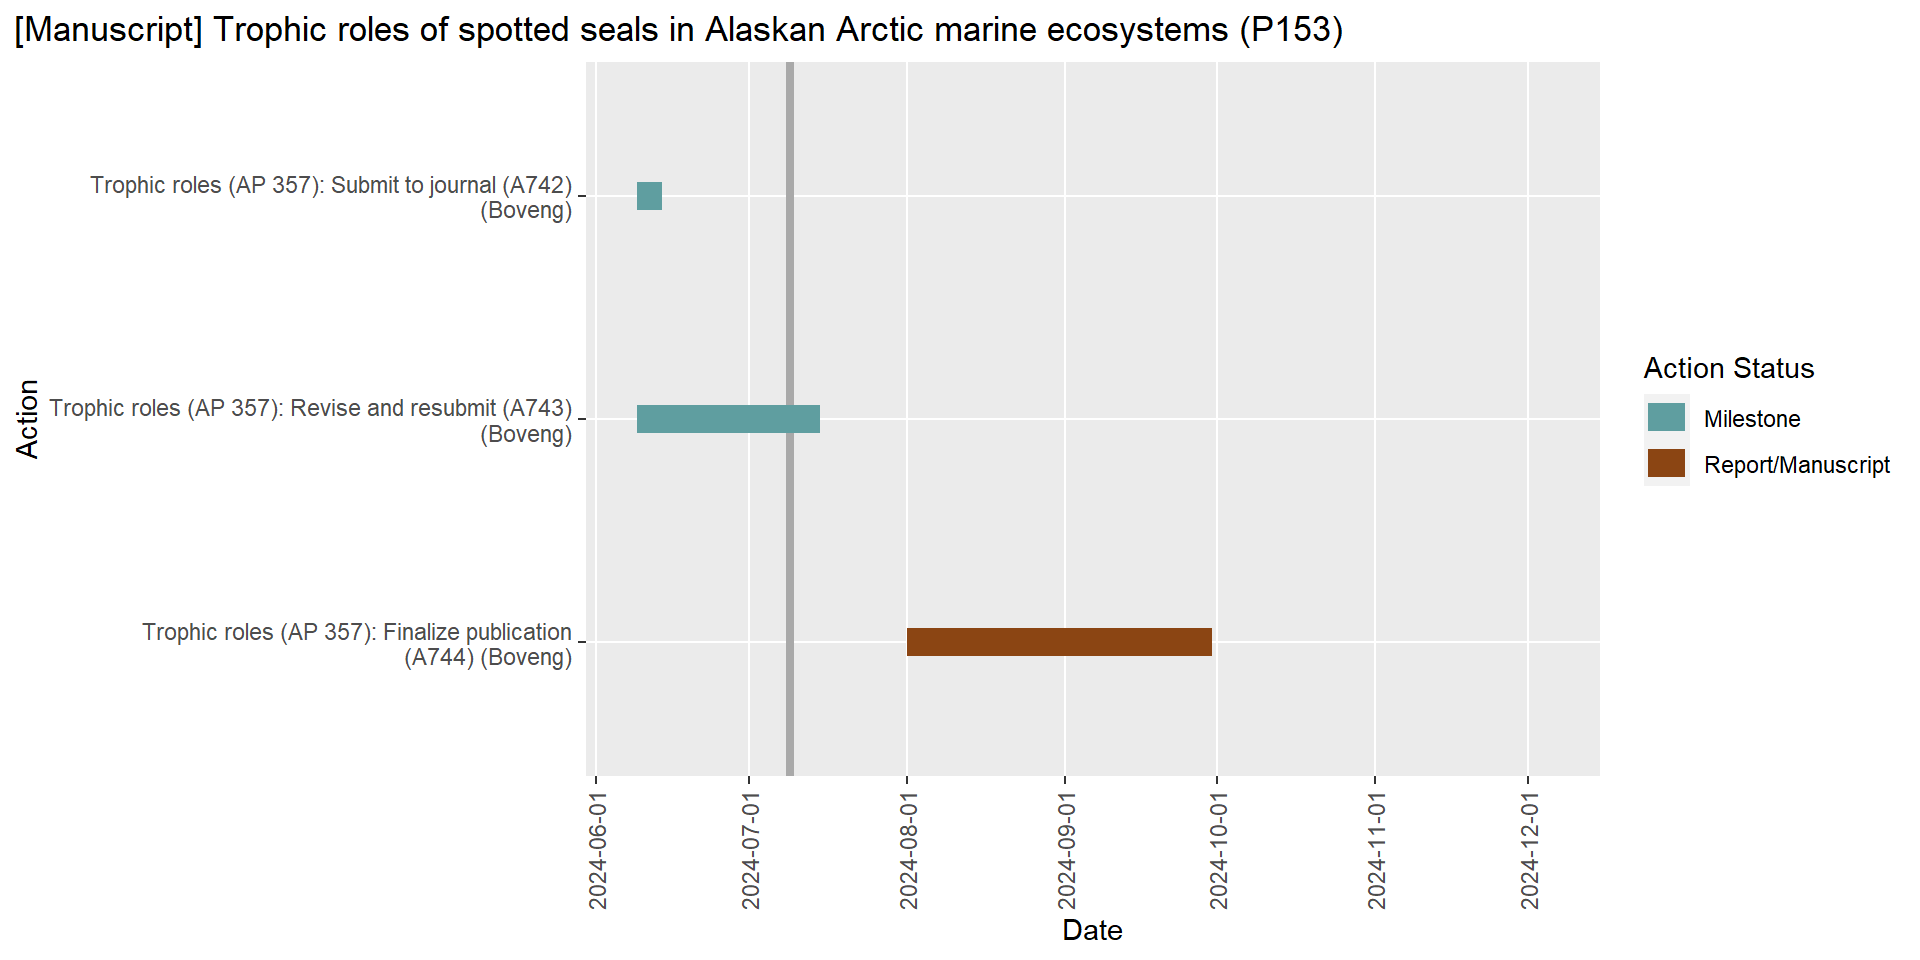 [Manuscript] Trophic roles of spotted seals in Alaskan Arctic marine ecosystems (P153)
Action
Trophic roles (AP 357): Submit to journal (A742)
(Boveng)
Trophic roles (AP 357): Revise and resubmit (A743)
(Boveng)
Trophic roles (AP 357): Finalize publication
(A744) (Boveng)
2024-06-01
2024-07-01
2024-08-01
2024-09-01
2024-10-01
2024-11-01
2024-12-01
Date
Action Status
Milestone
Report/Manuscript